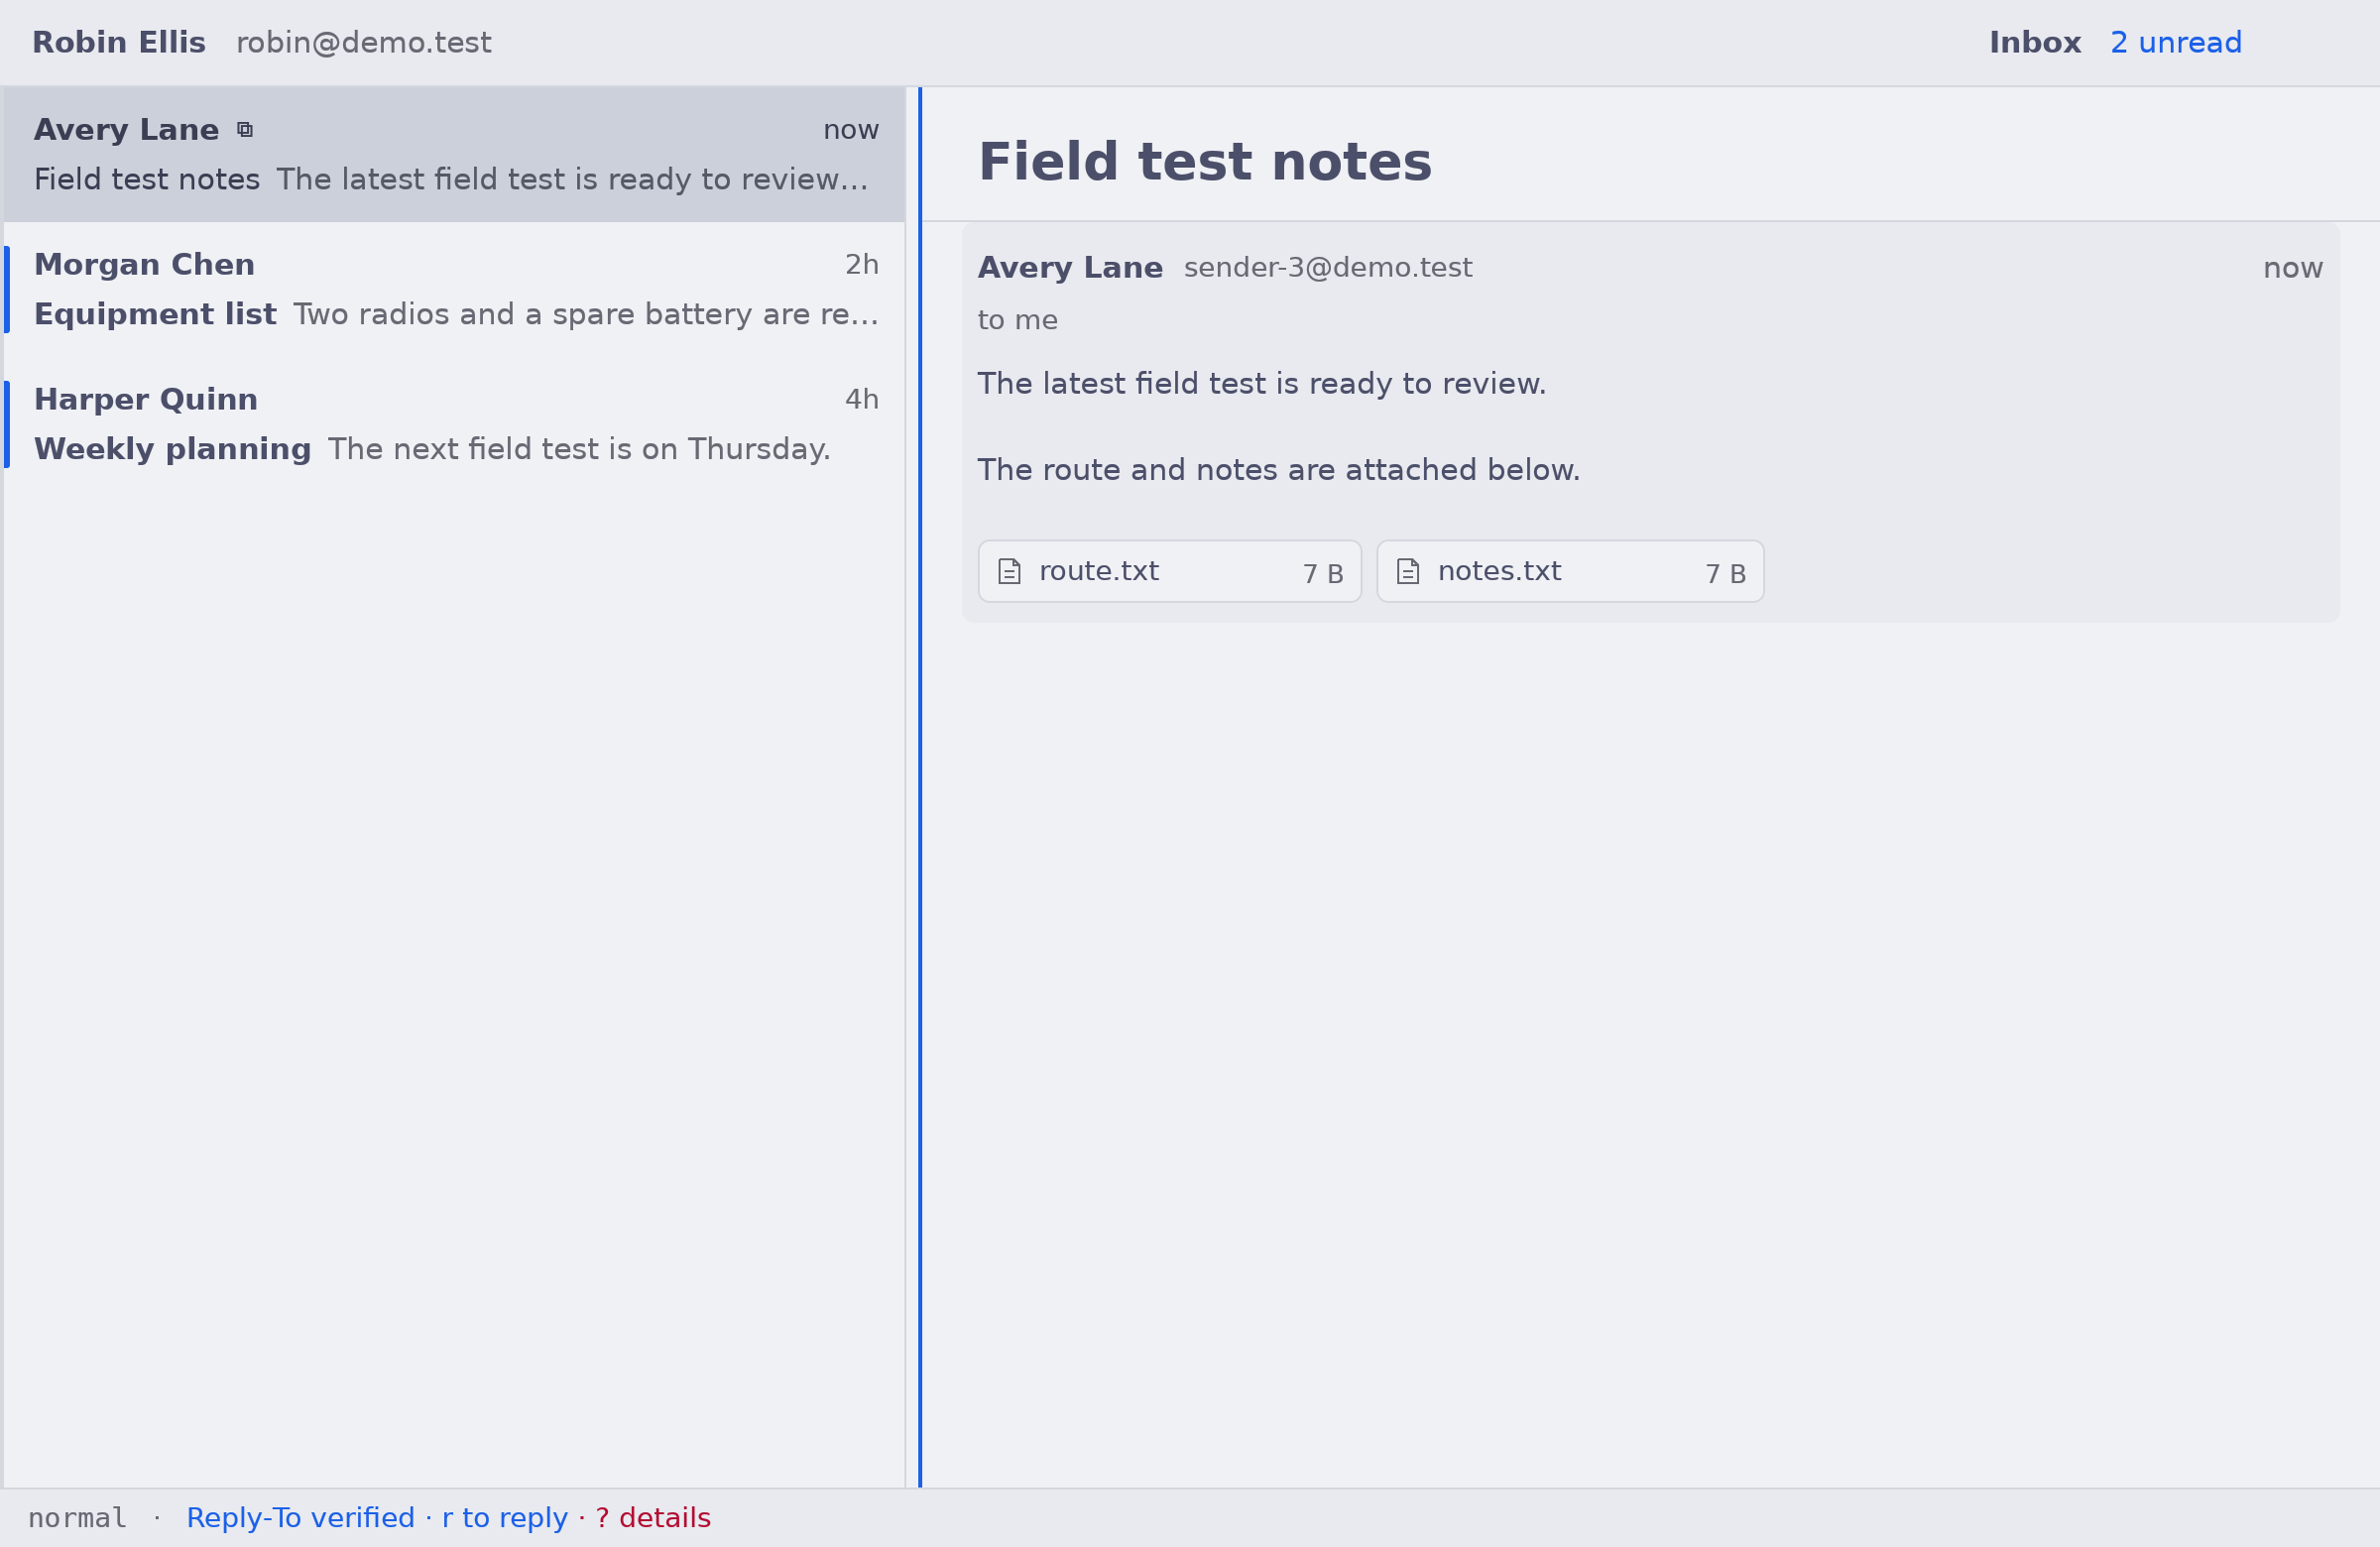 Robin Ellis robin@demo.test
Inbox 2 unread
Avery Lane now
Field test notes The latest field test is ready to review…
Morgan Chen 2h
Equipment list Two radios and a spare battery are re…
Harper Quinn 4h
Weekly planning The next field test is on Thursday.
Field test notes
Avery Lane sender-3@demo.test now
to me
The latest field test is ready to review.
The route and notes are attached below.
route.txt 7 B
notes.txt 7 B
normal · Reply-To verified · r to reply · ? details